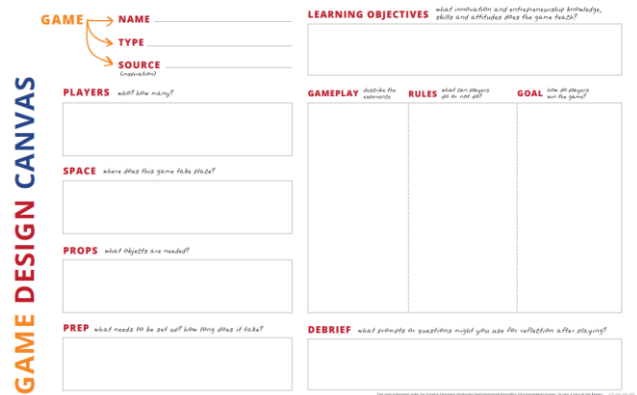 GAME DESIGN CANVAS
GAME
NAME
TYPE
SOURCE
(inspiration)
PLAYERS who? how many?
SPACE where does this game take place?
PROPS what objects are needed?
PREP what needs to be set up? how long does it take?
LEARNING OBJECTIVES what innovation and entrepreneurship knowledge,
skills and attitudes does the game teach?
GAMEPLAY describe the
experience
RULES what can players
do or not do?
GOAL how do players
win the game?
DEBRIEF what prompts or questions might you use for reflection after playing?